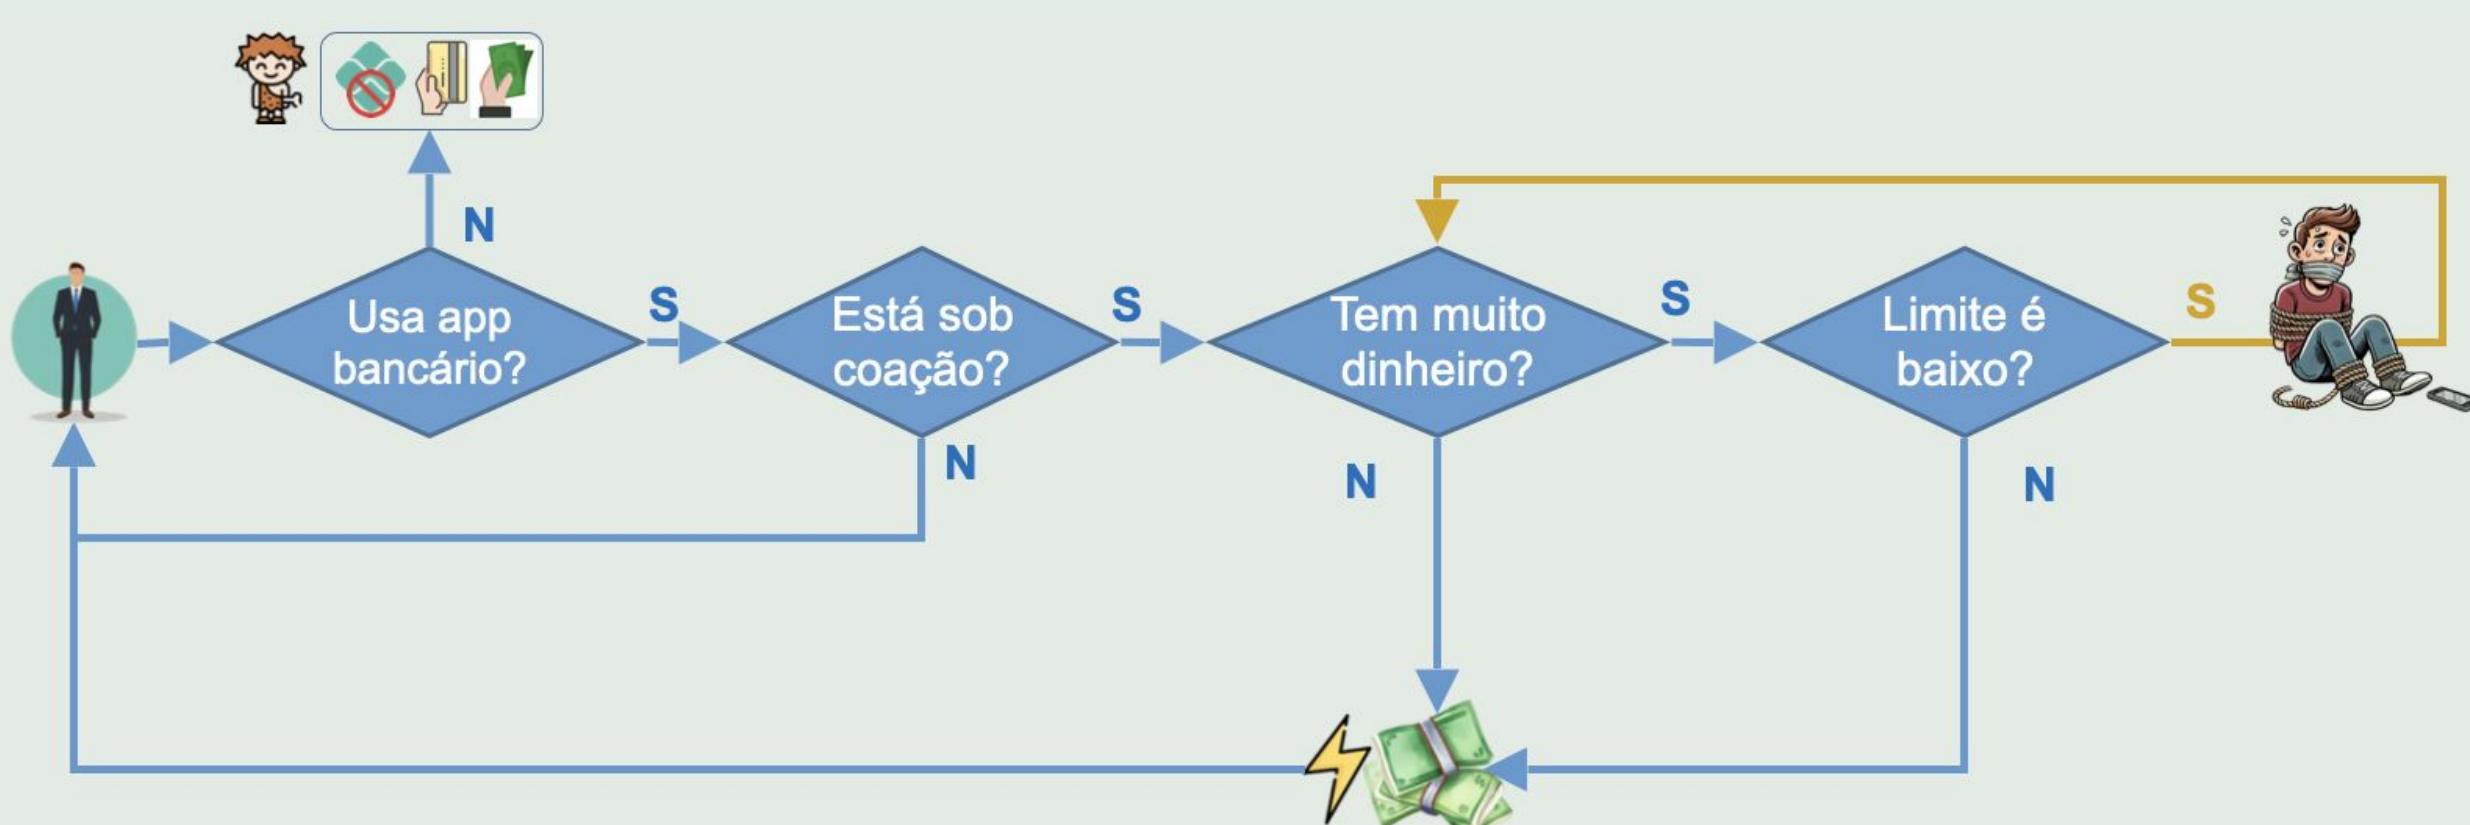 N
Usa app
bancário?
S
Está sob
coação?
S
N
Tem muito
dinheiro?
S
N
Limite é
baixo?
S
N